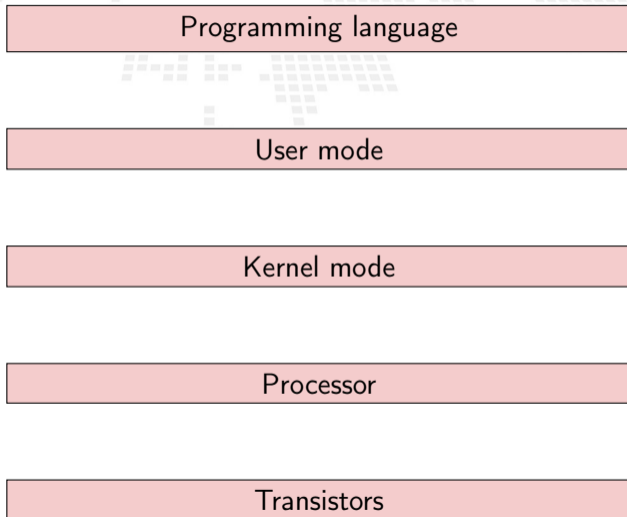 Programming language
User mode
Kernel mode
Processor
Transistors